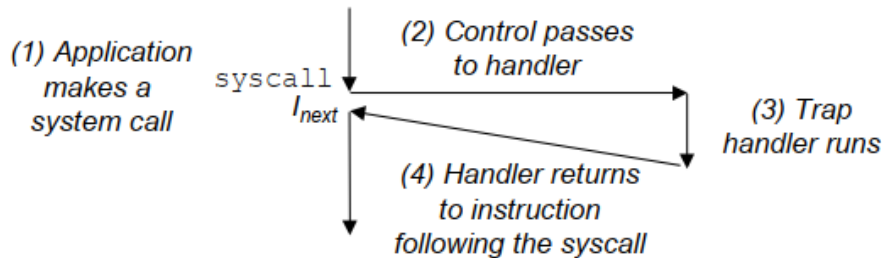 (1) Application
makes a
system call
syscall
I_next
(2) Control passes
to handler
(3) Trap
handler runs
(4) Handler returns
to instruction
following the syscall